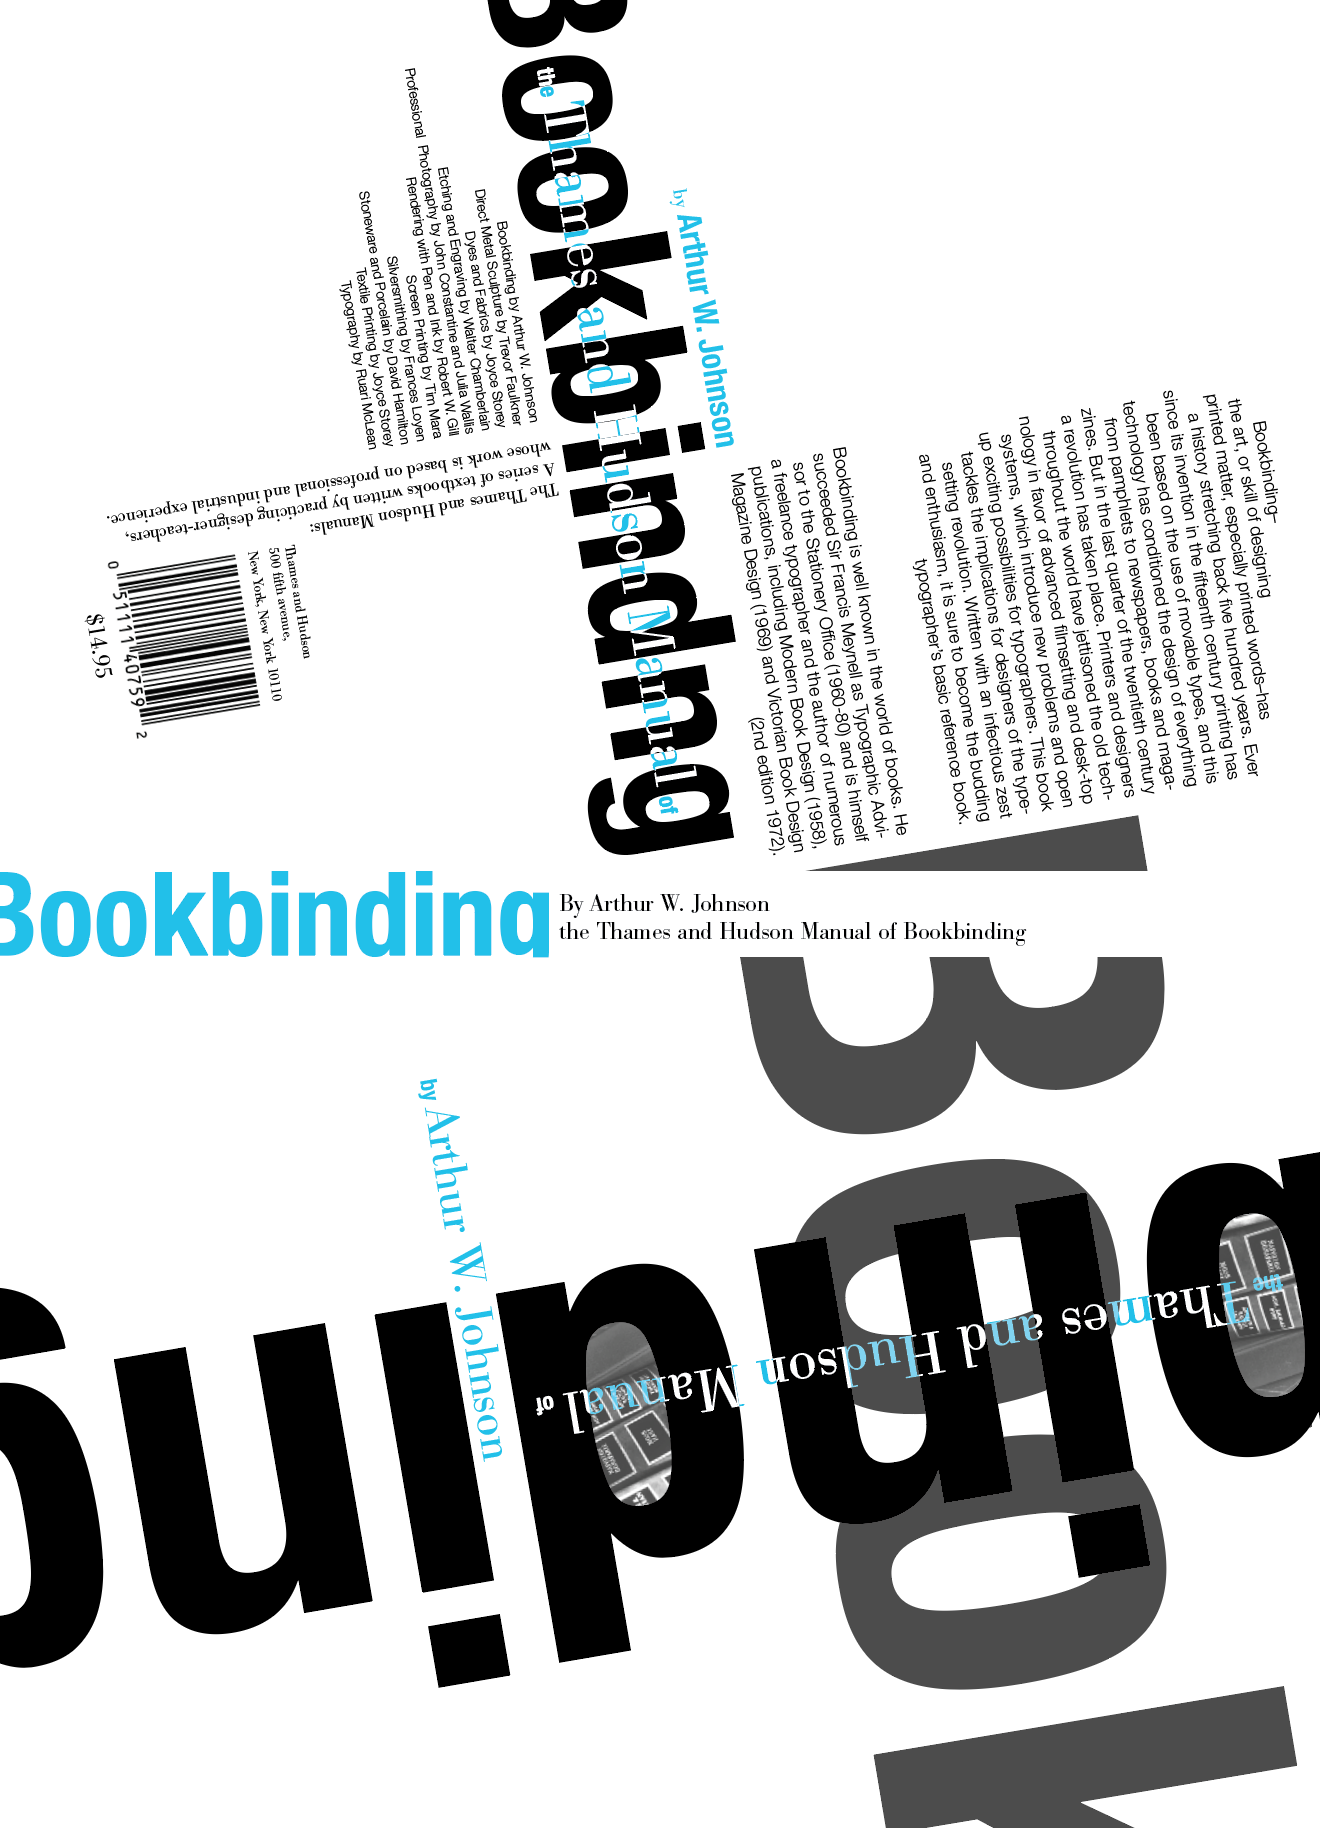 Bookbinding
the Thames and Hudson Manual of
by Arthur W. Johnson
Bookbinding by Arthur W. Johnson
Direct Metal Sculpture by Trevor Faulkner
Dyes and Fabrics by Joyce Storey
Etching and Engraving by Walter Chamberlain
Professional Photography by John Constantine and Julia Wallis
Rendering with Pen and Ink by Robert W. Gill
Screen Printing by Tim Mara
Silversmithing by Frances Loyen
Stoneware and Porcelain by David Hamilton
Textile Printing by Joyce Storey
Typography by Ruari McLean
The Thames and Hudson Manuals:
A series of textbooks written by practicing designer-teachers,
whose work is based on professional and industrial experience.
Thames and Hudson
500 fifth avenue,
New York, New York 10110
0 51111 40759 2
$14.95
Bookbinding is well known in the world of books. He
succeeded Sir Francis Meynell as Typographic Advi-
sor to the Stationery Office (1960-80) and is himself
a freelance typographer and the author of numerous
publications, including Modern Book Design (1958),
Magazine Design (1969) and Victorian Book Design
(2nd edition 1972).
Bookbinding–
the art, or skill of designing
printed matter, especially printed words–has
a history stretching back five hundred years. Ever
since its invention in the fifteenth century printing has
been based on the use of movable types, and this
technology has conditioned the design of everything
from pamphlets to newspapers, books and maga-
zines. But in the last quarter of the twentieth century
a revolution has taken place. Printers and designers
throughout the world have jettisoned the old tech-
nology in favor of advanced filmsetting and desk-top
systems, which introduce new problems and open
up exciting possibilities for typographers. This book
tackles the implications for designers of the type-
setting revolution. Written with an infectious zest
and enthusiasm, it is sure to become the budding
typographer's basic reference book.
Bookbinding
By Arthur W. Johnson
the Thames and Hudson Manual of Bookbinding
by Arthur W. Johnson
the Thames and Hudson Manual of
Book
binding